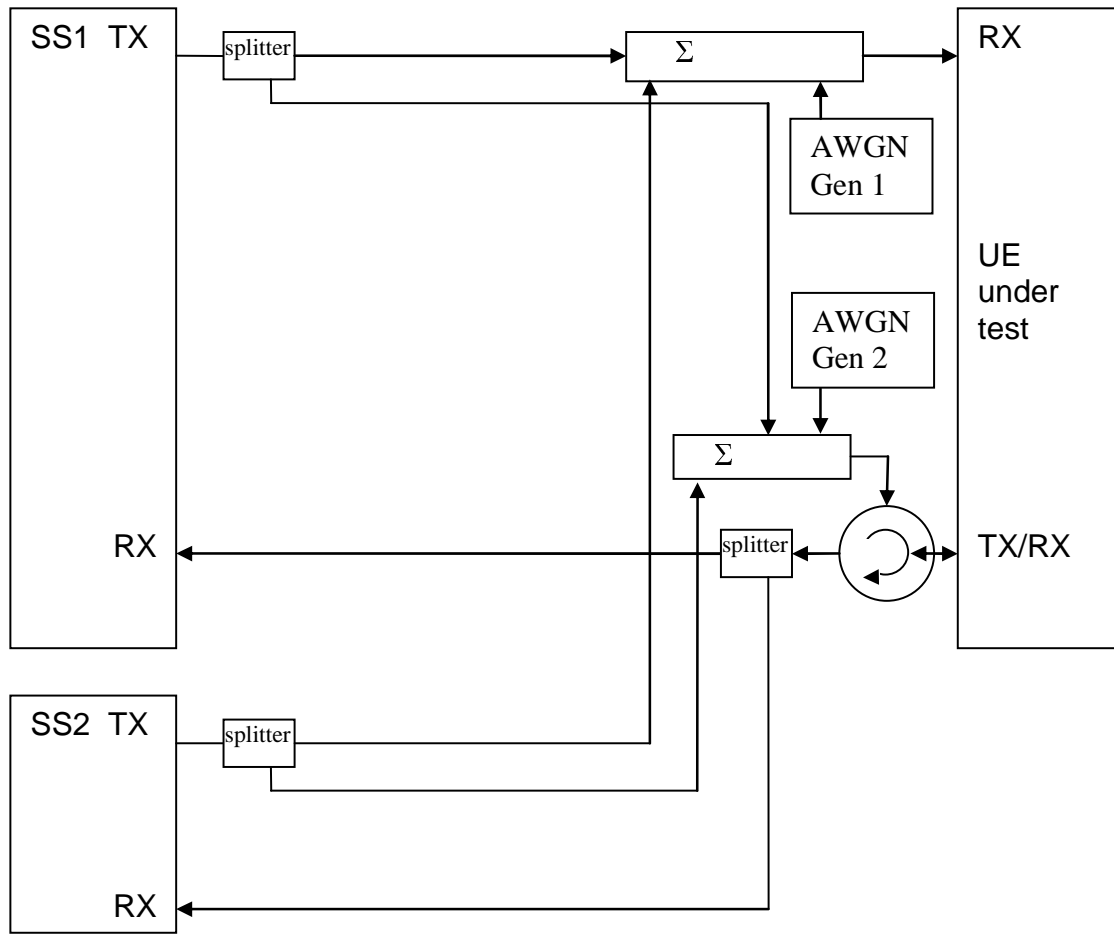 SS1 TX
splitter
Σ
RX
AWGN
Gen 1
UE
under
test
AWGN
Gen 2
Σ
RX
splitter
TX/RX
SS2 TX
splitter
RX